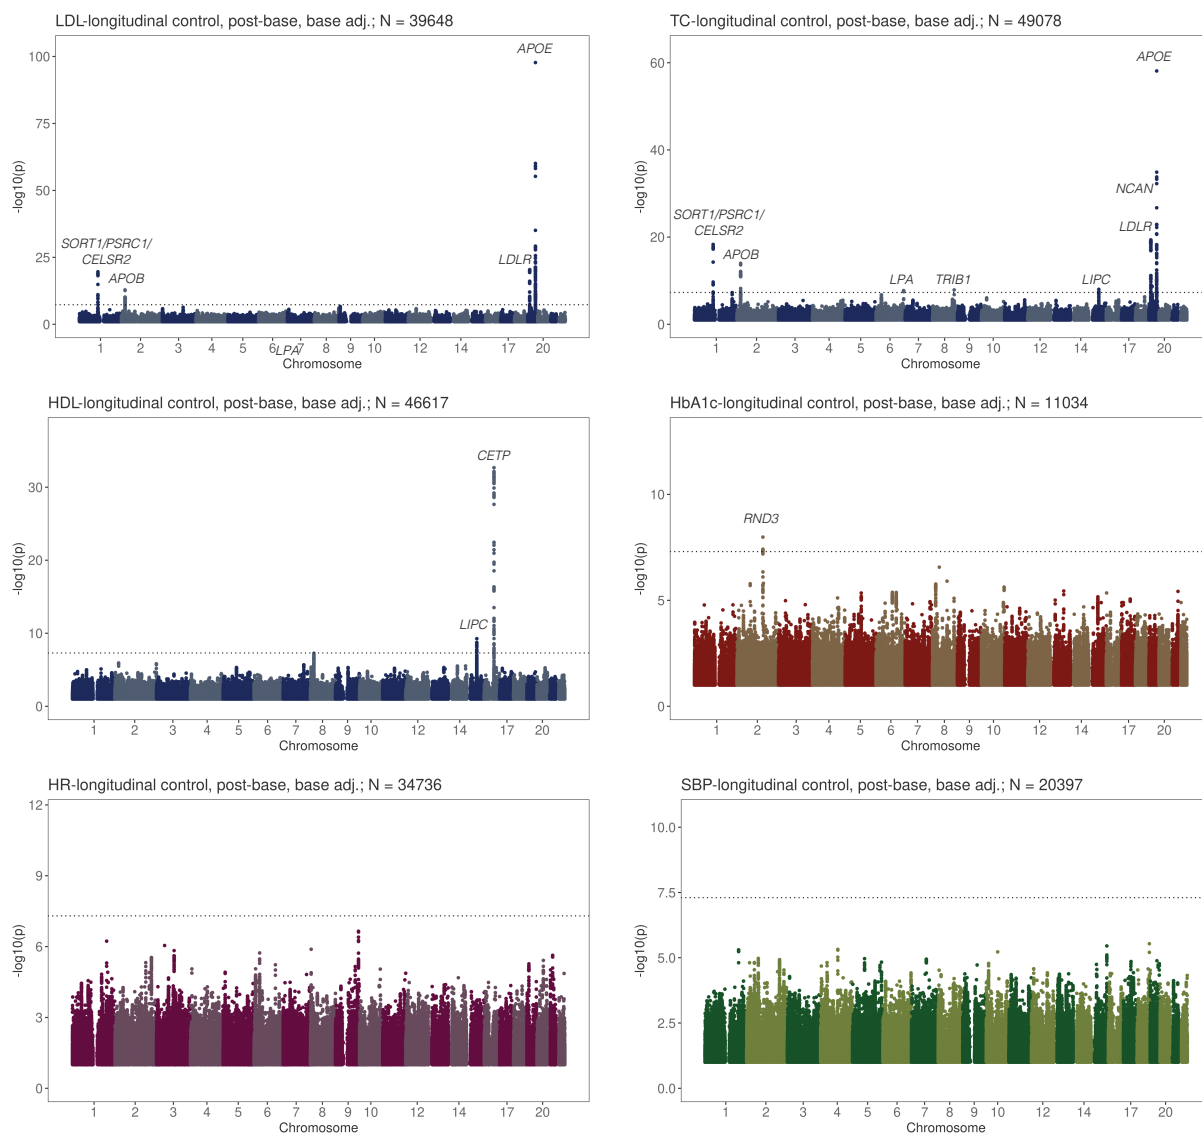 LDL-longitudinal control, post-base, base adj.; N = 39648
100
75
50
25
0
-log10(p)
APOE
SORT1/PSRC1/
CELSR2
APOB
LDLR
LPA
1 2 3 4 5 6 7 8 9 10 12 14 17 20
Chromosome
TC-longitudinal control, post-base, base adj.; N = 49078
60
40
20
0
-log10(p)
APOE
NCAN
SORT1/PSRC1/
CELSR2
LDLR
APOB
LPA
TRIB1
LIPC
1 2 3 4 5 6 7 8 9 10 12 14 17 20
Chromosome
HDL-longitudinal control, post-base, base adj.; N = 46617
30
20
10
0
-log10(p)
CETP
LIPC
1 2 3 4 5 6 7 8 9 10 12 14 17 20
Chromosome
HbA1c-longitudinal control, post-base, base adj.; N = 11034
10
5
0
-log10(p)
RND3
1 2 3 4 5 6 7 8 9 10 12 14 17 20
Chromosome
HR-longitudinal control, post-base, base adj.; N = 34736
12
9
6
3
0
-log10(p)
1 2 3 4 5 6 7 8 9 10 12 14 17 20
Chromosome
SBP-longitudinal control, post-base, base adj.; N = 20397
10.0
7.5
5.0
2.5
0.0
-log10(p)
1 2 3 4 5 6 7 8 9 10 12 14 17 20
Chromosome